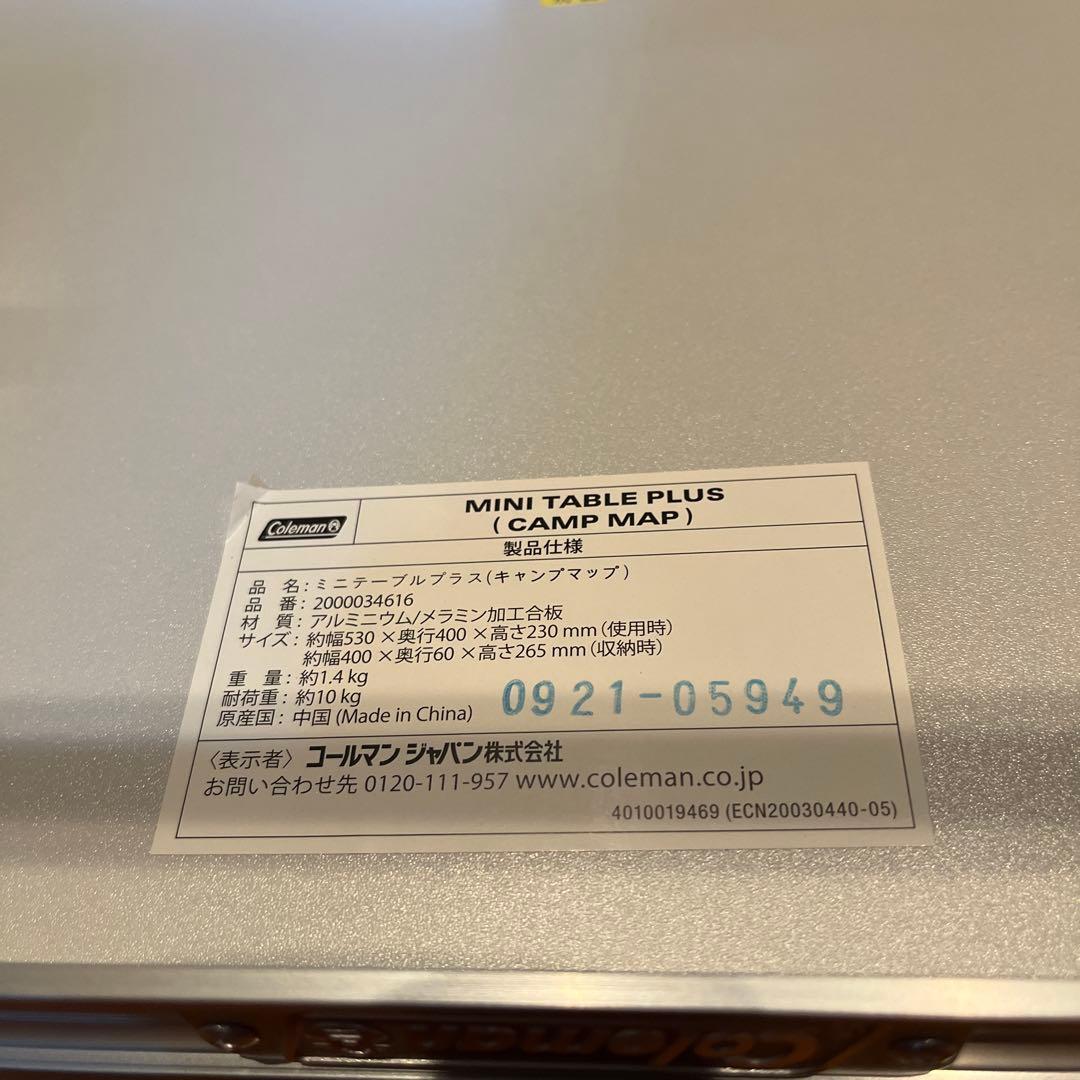 Coleman
MINI TABLE PLUS
(CAMP MAP)
製品仕様
品 名:ミニテーブルプラス(キャンプマップ)
品 番:2000034616
材 質:アルミニウム/メラミン加工合板
サイズ:約幅530×奥行400×高さ230 mm(使用時)
約幅400×奥行60×高さ265 mm(収納時)
重 量:約1.4 kg
耐荷重:約10 kg
原産国:中国 (Made in China)
0921-05949
〈表示者〉コールマン ジャパン株式会社
お問い合わせ先 0120-111-957 www.coleman.co.jp
4010019469 (ECN20030440-05)
Coleman